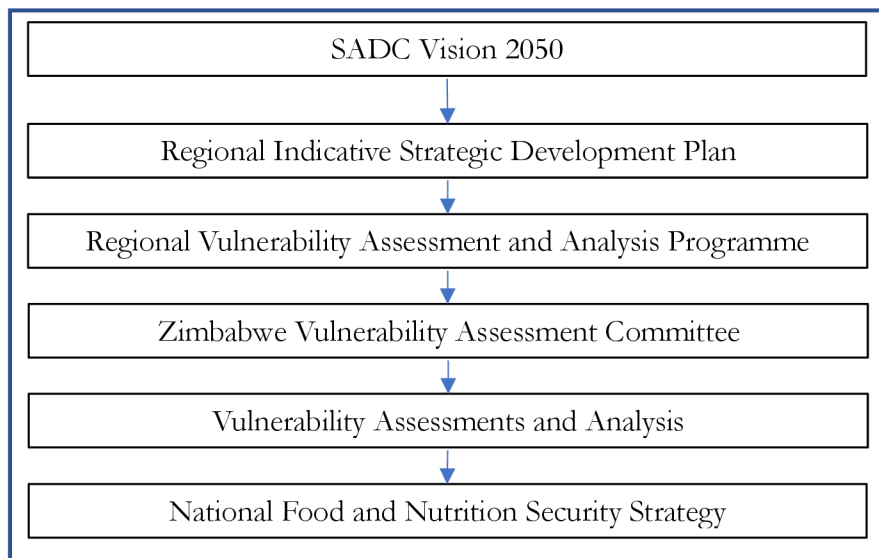 SADC Vision 2050
Regional Indicative Strategic Development Plan
Regional Vulnerability Assessment and Analysis Programme
Zimbabwe Vulnerability Assessment Committee
Vulnerability Assessments and Analysis
National Food and Nutrition Security Strategy